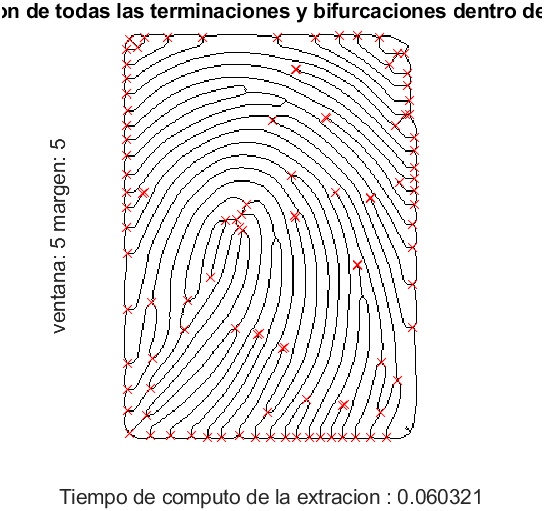 on de todas las terminaciones y bifurcaciones dentro de
ventana: 5 margen: 5
Tiempo de computo de la extracion : 0.060321